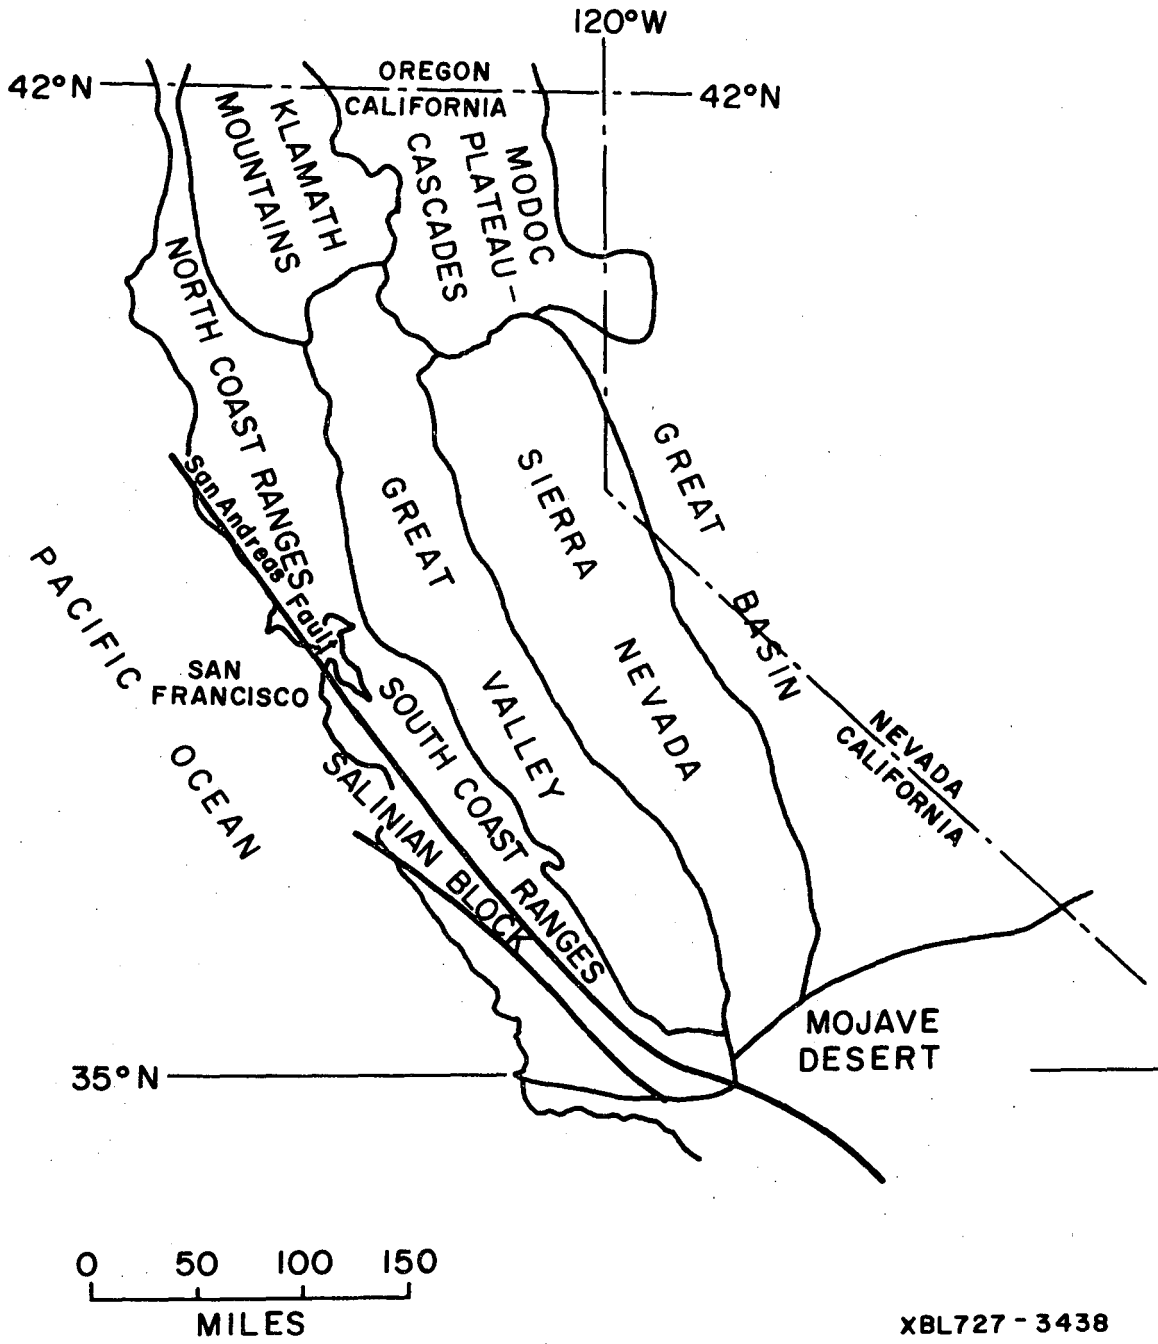 120°W
42°N
OREGON
CALIFORNIA
42°N
KLAMATH
MOUNTAINS
MODOC
PLATEAU-
CASCADES
NORTH COAST RANGES
San Andreas Fault
GREAT
VALLEY
SIERRA
NEVADA
GREAT
BASIN
PACIFIC
OCEAN
SAN
FRANCISCO
SOUTH COAST RANGES
SALINIAN BLOCK
NEVADA
CALIFORNIA
MOJAVE
DESERT
35°N
0 50 100 150
MILES
XBL727-3438